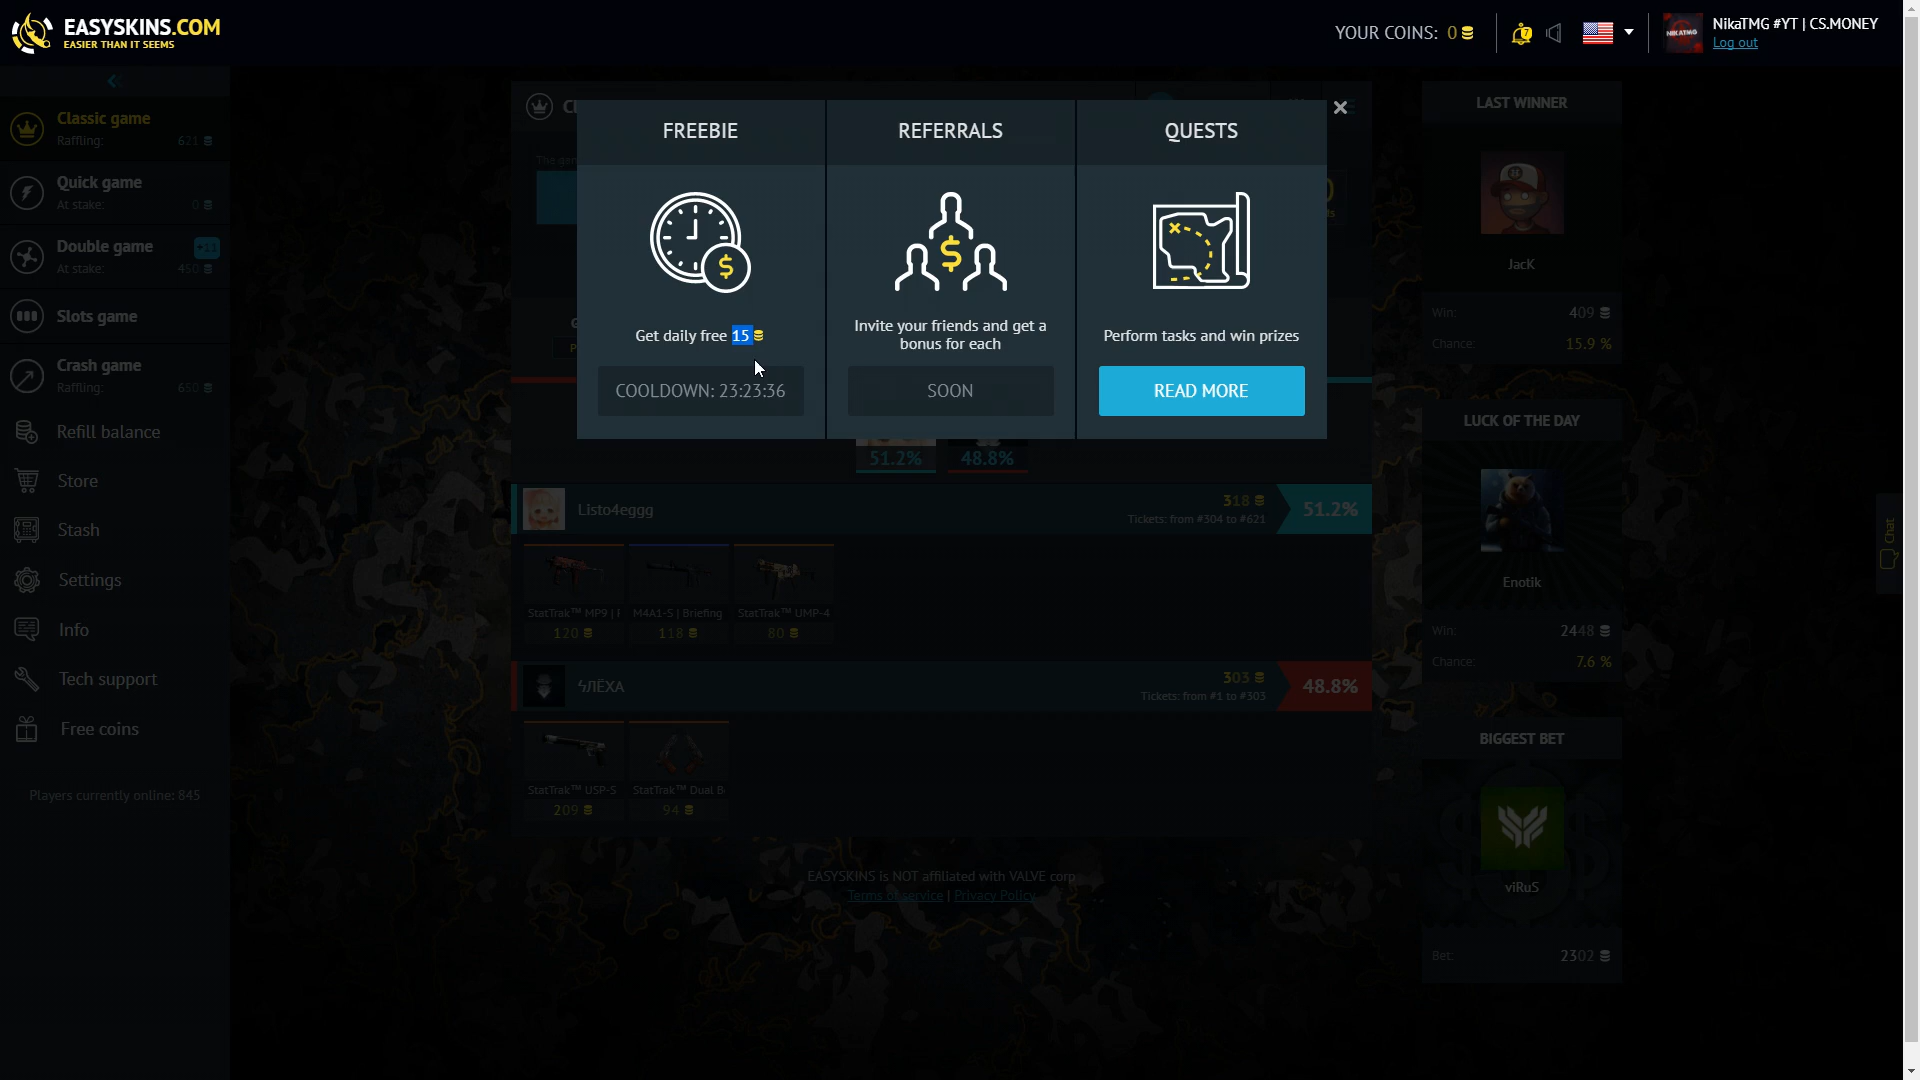 EASYSKINS.COM
EASIER THAN IT SEEMS
YOUR COINS: 0
7
NikaTMG #YT | CS.MONEY
Log out
NIKATMG
Classic game
Raffling: 621
Quick game
At stake: 0
Double game +11
At stake: 450
Slots game
Crash game
Raffling: 650
Refill balance
Store
Stash
Settings
Info
Tech support
Free coins
Players currently online: 845
FREEBIE
Get daily free 15
COOLDOWN: 23:23:36
REFERRALS
Invite your friends and get a
bonus for each
SOON
QUESTS
Perform tasks and win prizes
READ MORE
51.2% 48.8%
Listo4eggg
318
Tickets: from #304 to #621
51.2%
StatTrak™ MP9 | M4A1-S | Briefing StatTrak™ UMP-4
120 118 80
ϟЛЁХА
303
Tickets: from #1 to #303
48.8%
StatTrak™ USP-S StatTrak™ Dual B
209 94
EASYSKINS is NOT affiliated with VALVE corp
Terms of service | Privacy Policy
LAST WINNER
JacK
Win: 409
Chance: 15.9 %
LUCK OF THE DAY
Enotik
Win: 2448
Chance: 7.6 %
BIGGEST BET
viRuS
Bet: 2302
Chat